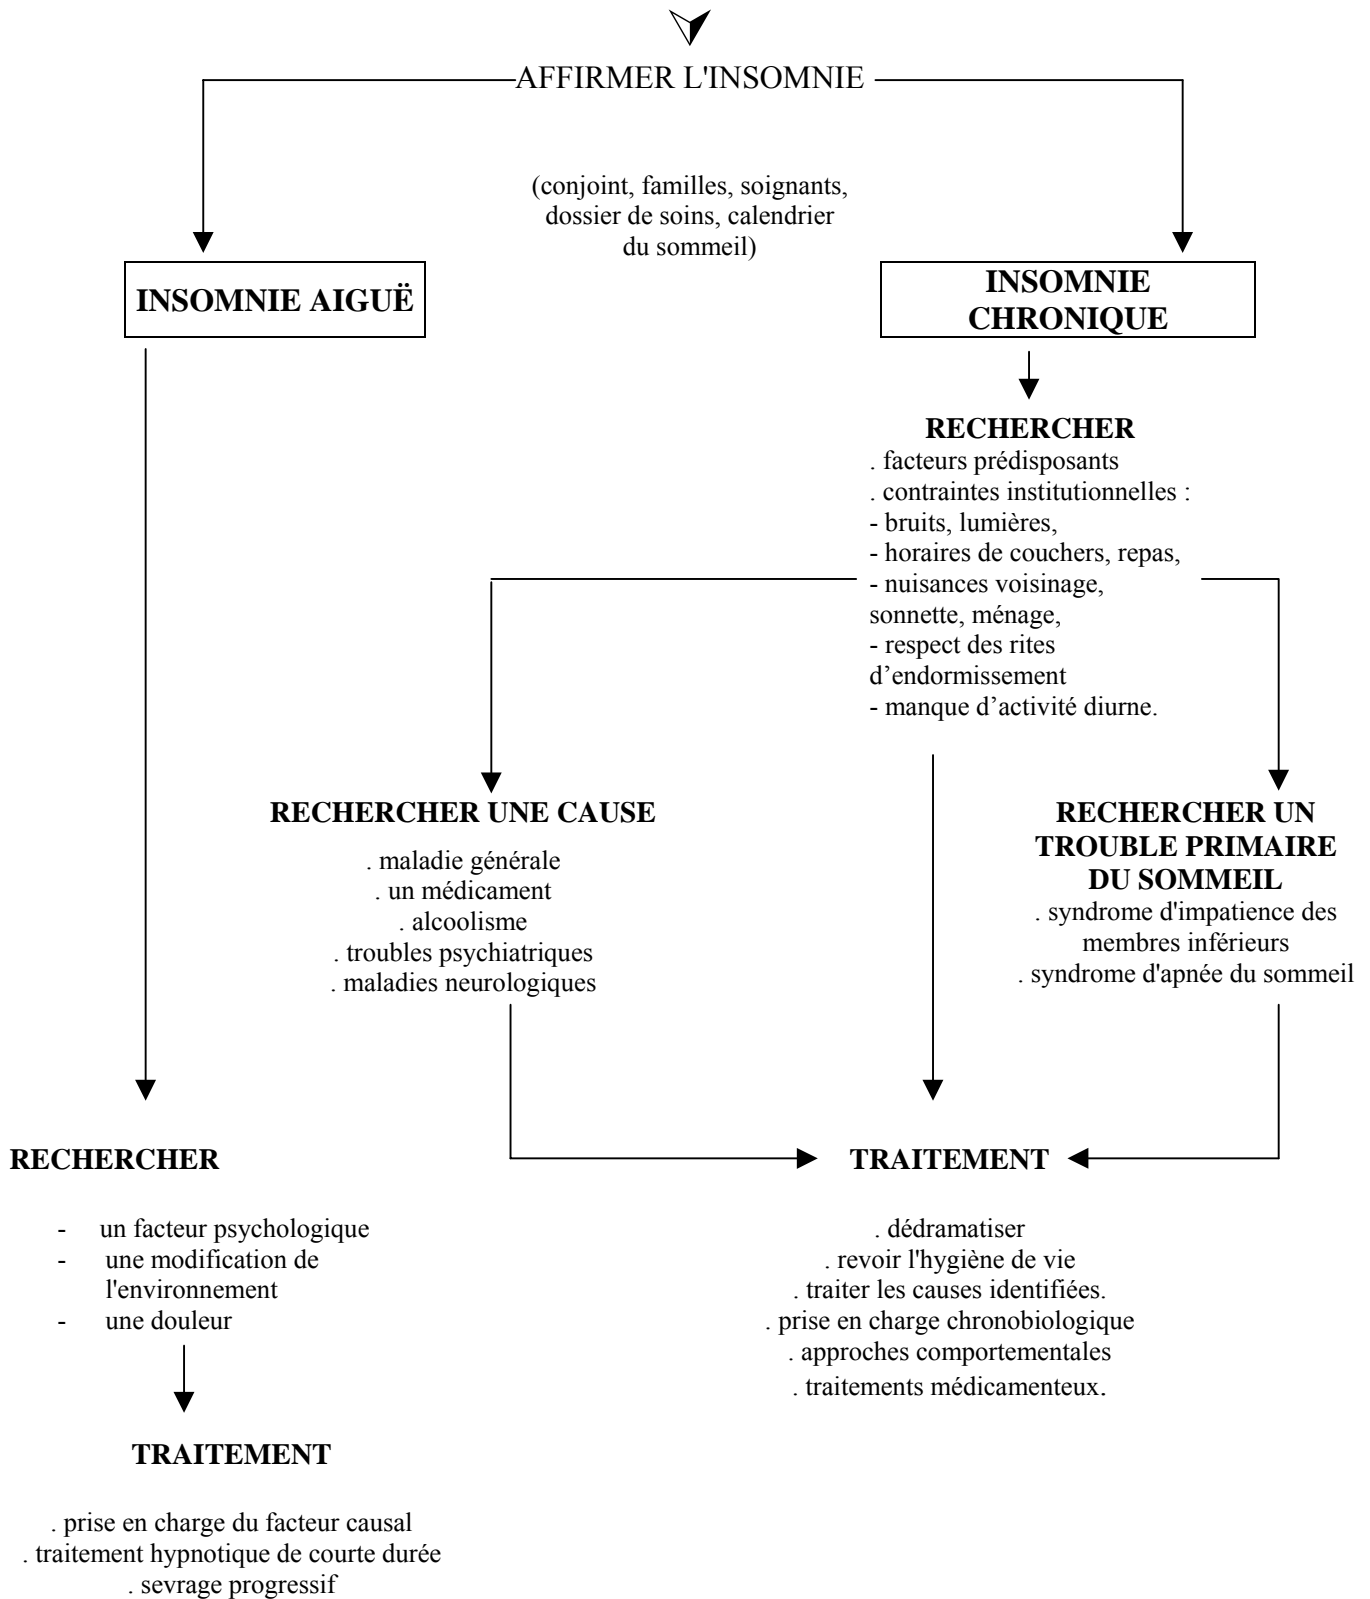 AFFIRMER L'INSOMNIE
(conjoint, familles, soignants,
dossier de soins, calendrier
du sommeil)
INSOMNIE AIGUË
INSOMNIE
CHRONIQUE
RECHERCHER
. facteurs prédisposants
. contraintes institutionnelles :
- bruits, lumières,
- horaires de couchers, repas,
- nuisances voisinage,
sonnette, ménage,
- respect des rites
d’endormissement
- manque d’activité diurne.
RECHERCHER UNE CAUSE
. maladie générale
. un médicament
. alcoolisme
. troubles psychiatriques
. maladies neurologiques
RECHERCHER UN
TROUBLE PRIMAIRE
DU SOMMEIL
. syndrome d'impatience des
membres inférieurs
. syndrome d'apnée du sommeil
RECHERCHER
- un facteur psychologique
- une modification de
l'environnement
- une douleur
TRAITEMENT
. dédramatiser
. revoir l'hygiène de vie
. traiter les causes identifiées.
. prise en charge chronobiologique
. approches comportementales
. traitements médicamenteux.
TRAITEMENT
. prise en charge du facteur causal
. traitement hypnotique de courte durée
. sevrage progressif